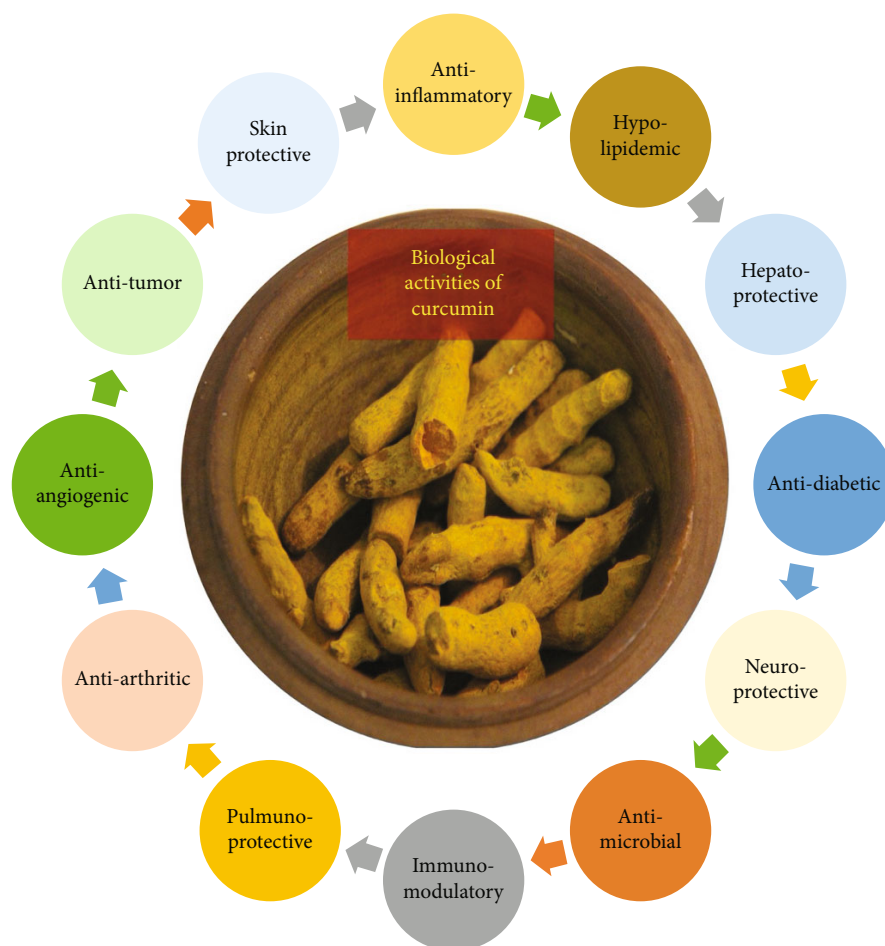 Anti-
inflammatory
Hypo-
lipidemic
Hepato-
protective
Anti-diabetic
Neuro-
protective
Anti-
microbial
Immuno-
modulatory
Pulmuno-
protective
Anti-arthritic
Anti-
angiogenic
Anti-tumor
Skin
protective
Biological
activities of
curcumin